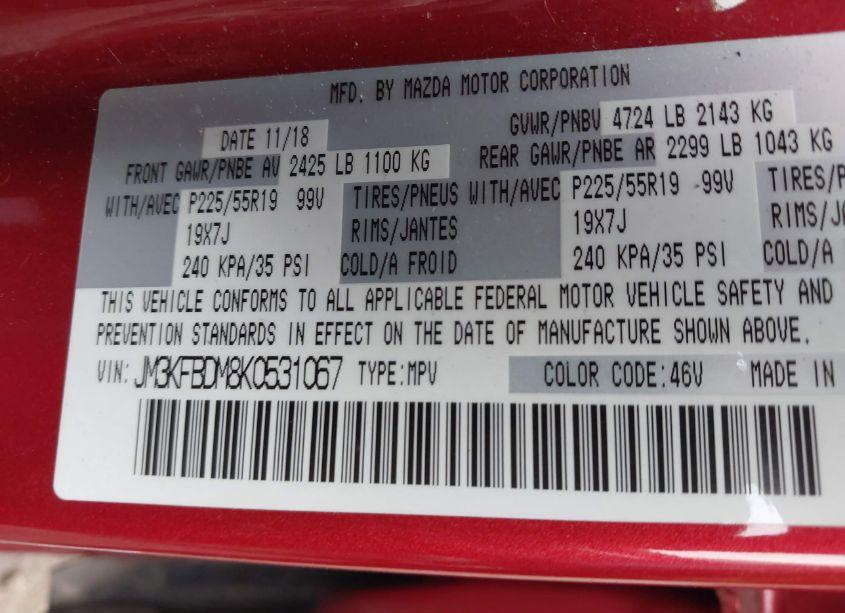 MFD. BY MAZDA MOTOR CORPORATION
DATE 11/18 GVWR/PNBV 4724 LB 2143 KG
FRONT GAWR/PNBE AV 2425 LB 1100 KG REAR GAWR/PNBE AR 2299 LB 1043 KG
WITH/AVEC P225/55R19 99V TIRES/PNEUS WITH/AVEC P225/55R19 99V TIRES/P
19X7J RIMS/JANTES 19X7J RIMS/JA
240 KPA/35 PSI COLD/A FROID 240 KPA/35 PSI COLD/A
THIS VEHICLE CONFORMS TO ALL APPLICABLE FEDERAL MOTOR VEHICLE SAFETY AND
PREVENTION STANDARDS IN EFFECT ON THE DATE OF MANUFACTURE SHOWN ABOVE.
VIN: JM3KFBDM8K0531067 TYPE:MPV COLOR CODE:46V MADE IN